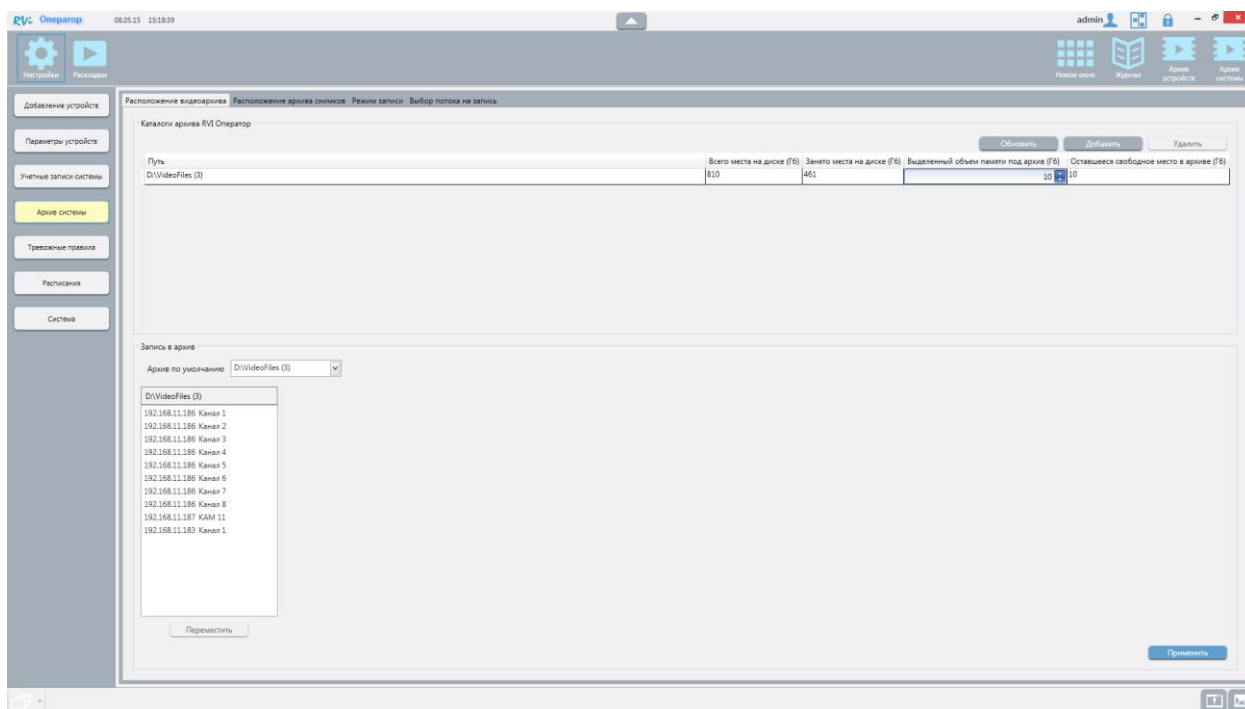 RVi Оператор 08.05.15 15:18:39 admin
Настройки Раскладки Новое окно Журнал Архив устройств Архив системы
Добавление устройств
Параметры устройств
Учетные записи системы
Архив системы
Тревожные правила
Расписания
Система
Расположение видеоархива Расположение архива снимков Режим записи Выбор потока на запись
Каталоги архива RVI Оператор
Обновить Добавить Удалить
Путь Всего места на диске (Гб) Занято места на диске (Гб) Выделенный объем памяти под архив (Гб) Оставшееся свободное место в архиве (Гб)
D:\VideoFiles (3) 810 461 10 10
Запись в архив
Архив по умолчанию D:\VideoFiles (3)
D:\VideoFiles (3)
192.168.11.186 Канал 1
192.168.11.186 Канал 2
192.168.11.186 Канал 3
192.168.11.186 Канал 4
192.168.11.186 Канал 5
192.168.11.186 Канал 6
192.168.11.186 Канал 7
192.168.11.186 Канал 8
192.168.11.187 КАМ 11
192.168.11.183 Канал 1
Переместить
Применить